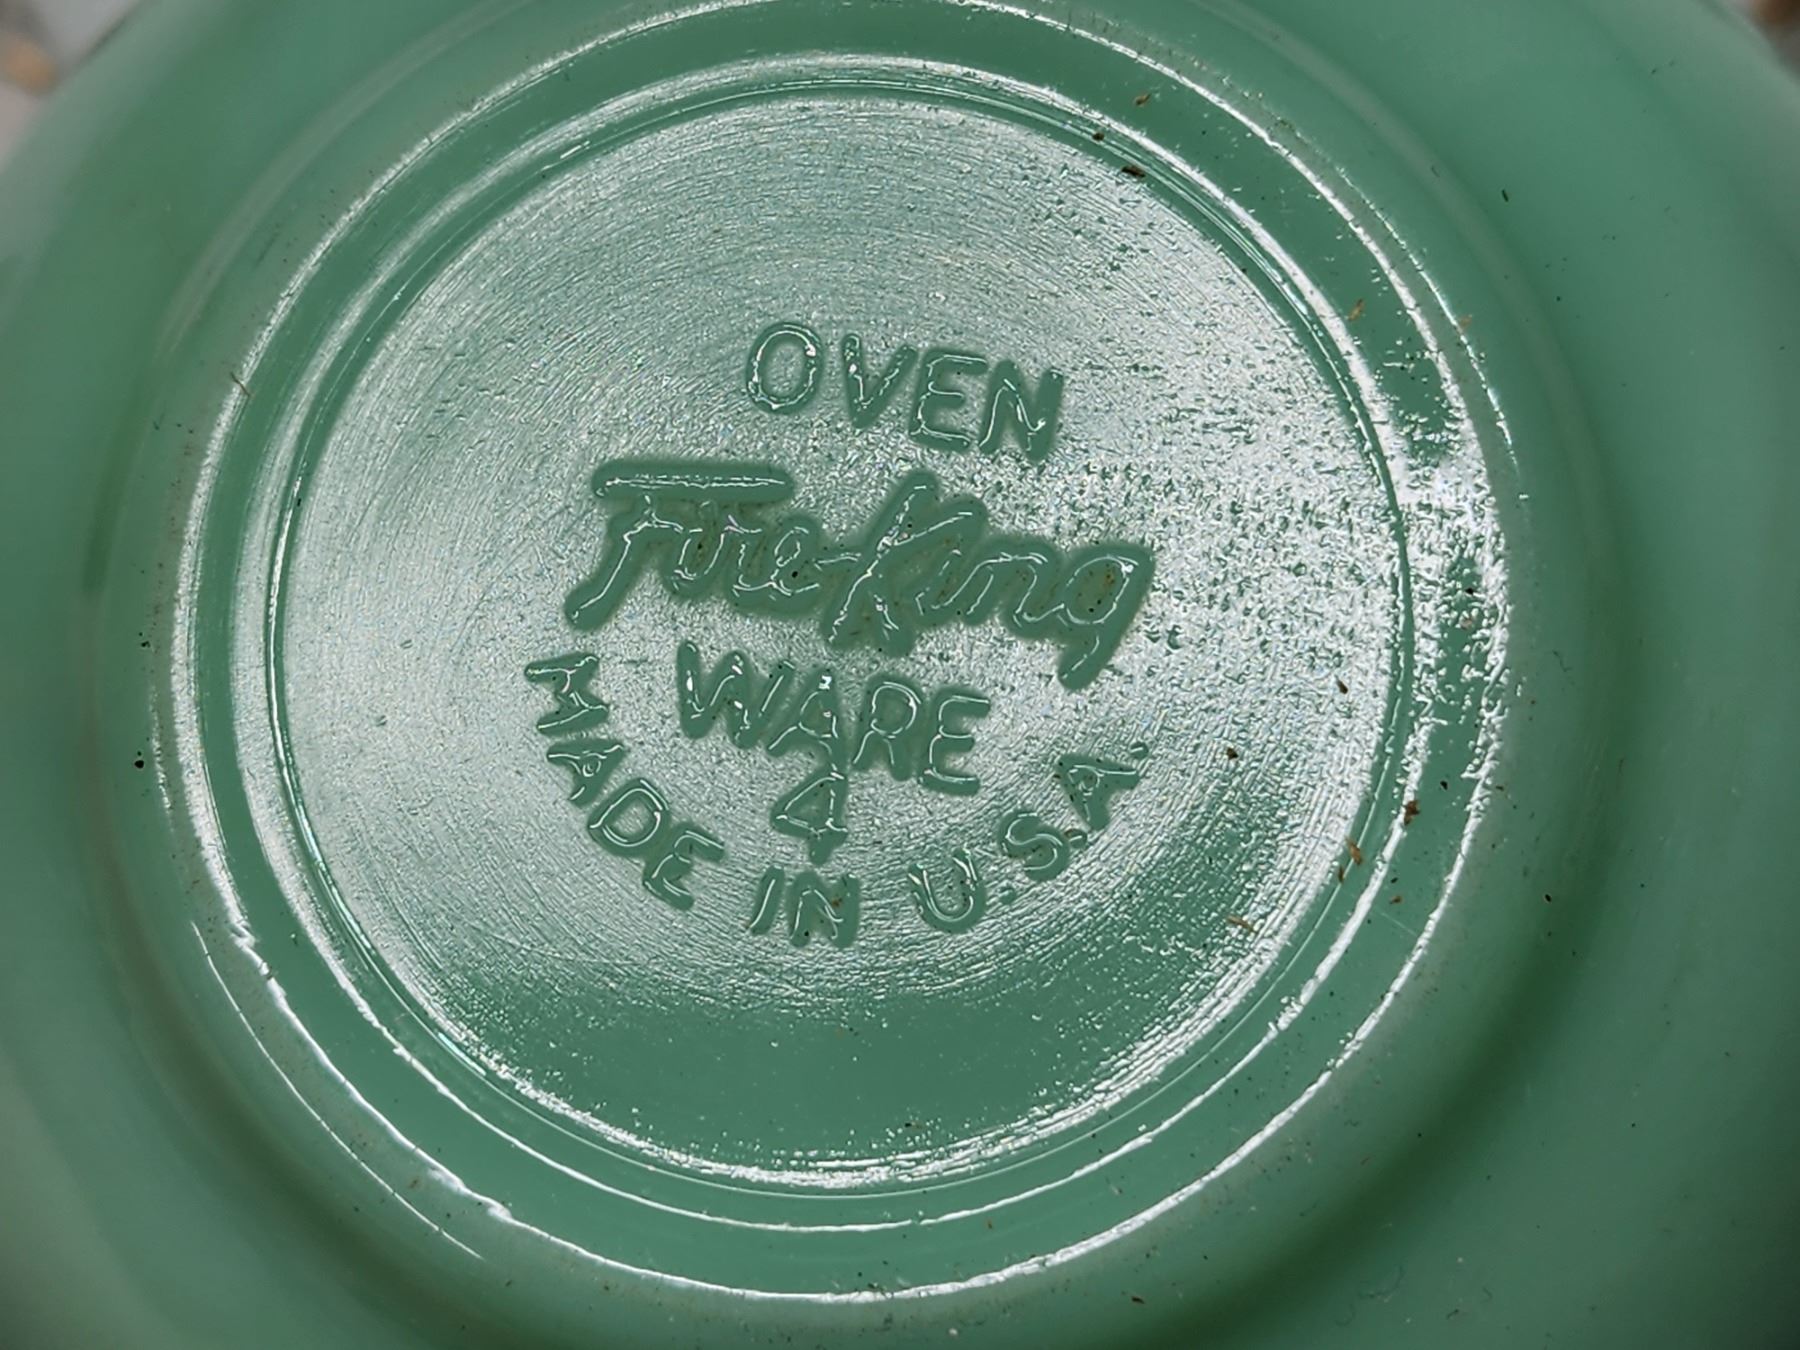 OVEN
Fire-King
WARE
4
MADE IN U.S.A.